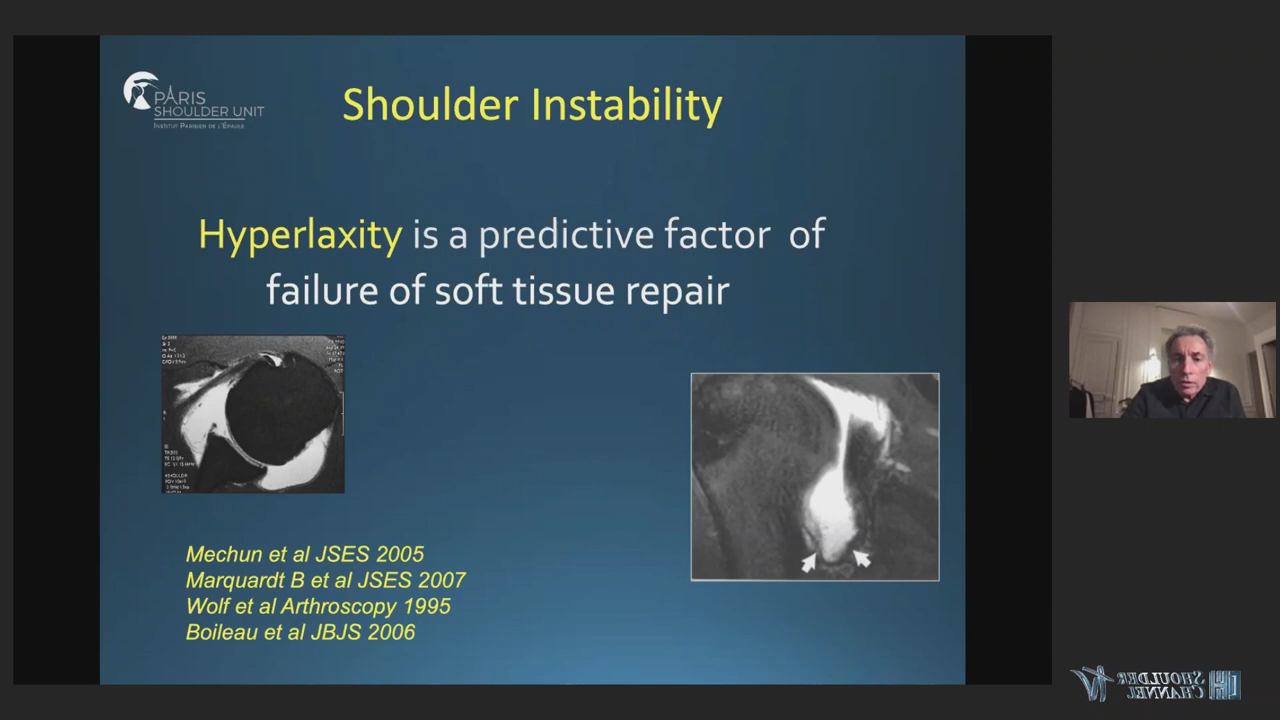 PARIS
SHOULDER UNIT
INSTITUT PARISIEN DE L'ÉPAULE
Shoulder Instability
Hyperlaxity is a predictive factor of
failure of soft tissue repair
Mechun et al JSES 2005
Marquardt B et al JSES 2007
Wolf et al Arthroscopy 1995
Boileau et al JBJS 2006
SHOULDER
CHANNEL